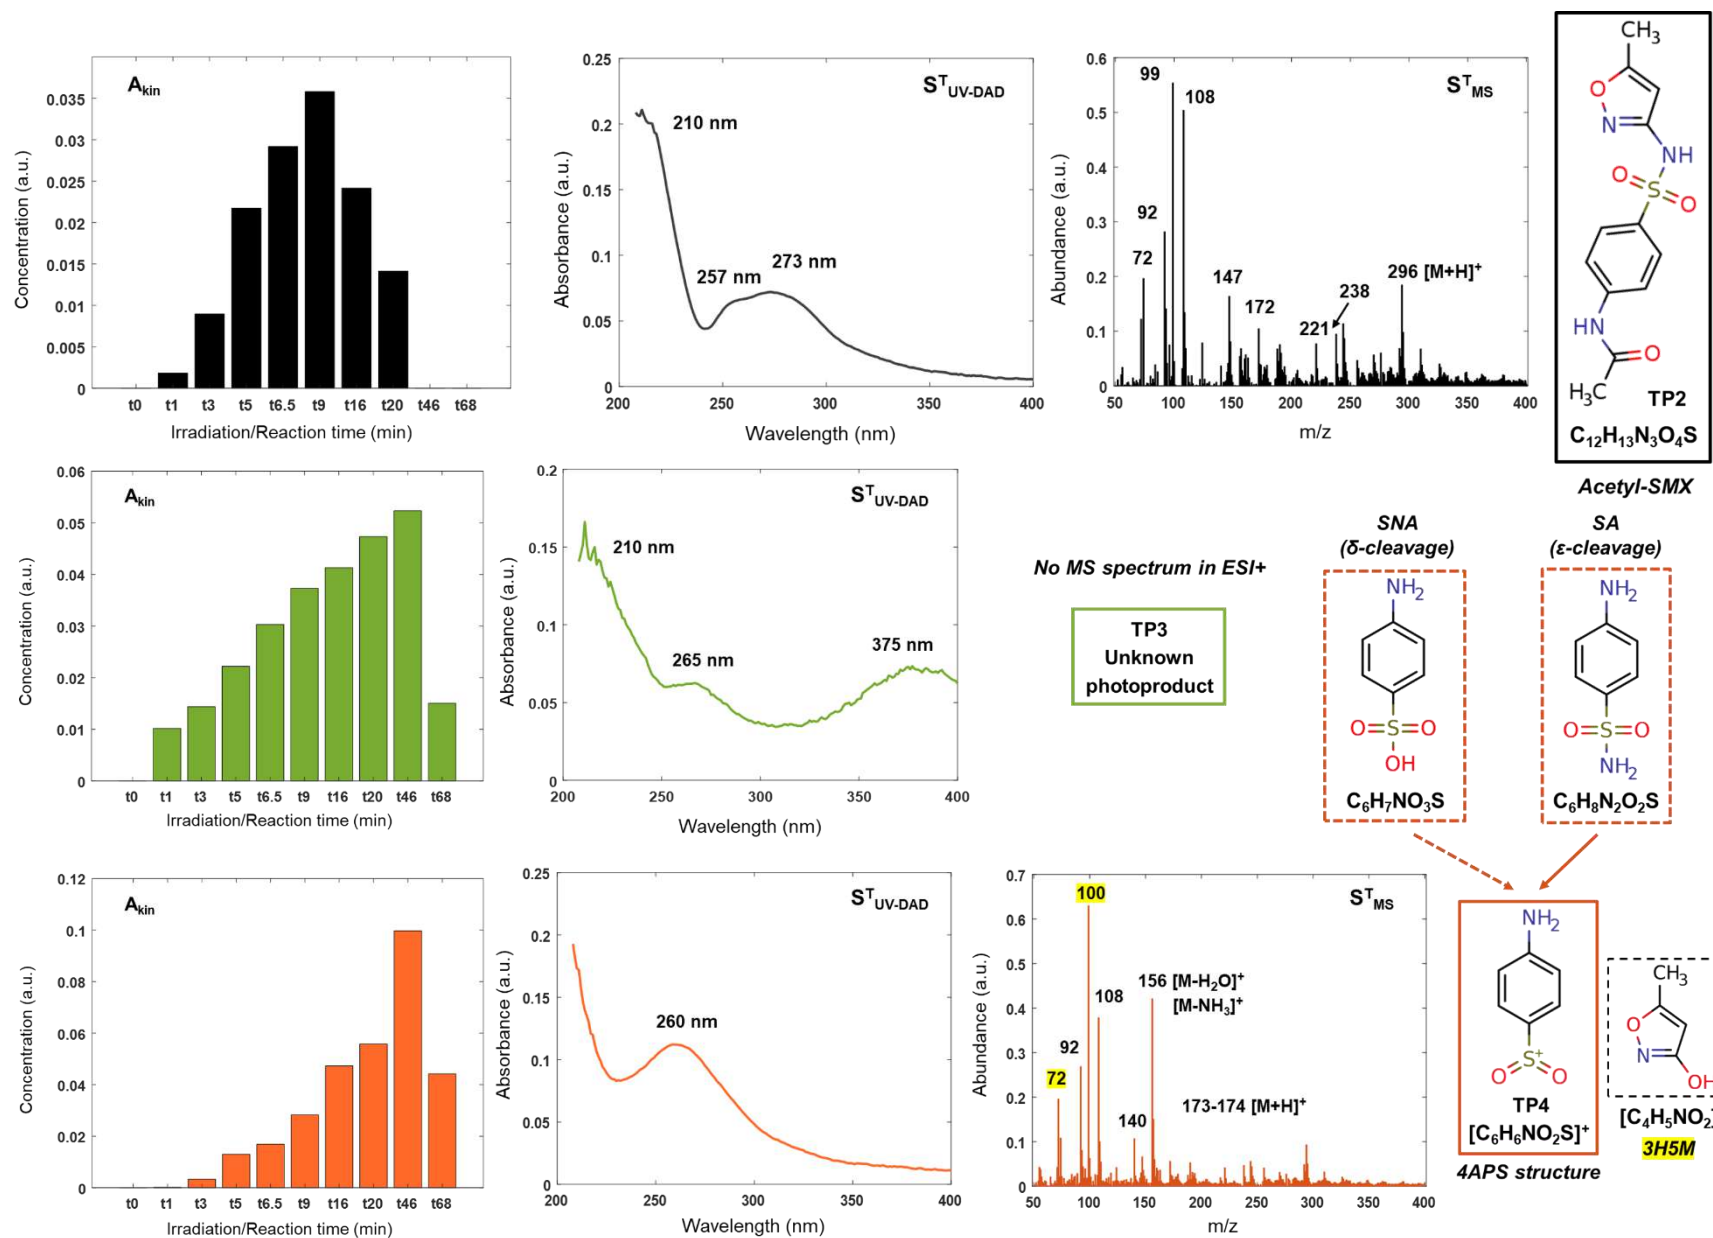 A_kin
Concentration (a.u.)
0.035
0.03
0.025
0.02
0.015
0.01
0.005
0
t0 t1 t3 t5 t6.5 t9 t16 t20 t46 t68
Irradiation/Reaction time (min)
S^T_UV-DAD
Absorbance (a.u.)
0.25
0.2
0.15
0.1
0.05
0
210 nm
257 nm
273 nm
200 250 300 350 400
Wavelength (nm)
S^T_MS
Abundance (a.u.)
0.6
0.5
0.4
0.3
0.2
0.1
0
99
108
92
72
147
172
221
238
296 [M+H]⁺
50 100 150 200 250 300 350 400
m/z
CH₃
O
N
NH
O
S
O
HN
O
H₃C
TP2
C₁₂H₁₃N₃O₄S
Acetyl-SMX
A_kin
Concentration (a.u.)
0.06
0.05
0.04
0.03
0.02
0.01
0
t0 t1 t3 t5 t6.5 t9 t16 t20 t46 t68
Irradiation/Reaction time (min)
S^T_UV-DAD
Absorbance (a.u.)
0.2
0.15
0.1
0.05
0
210 nm
265 nm
375 nm
200 250 300 350 400
Wavelength (nm)
No MS spectrum in ESI+
TP3
Unknown
photoproduct
SNA
(δ-cleavage)
NH₂
O S O
OH
C₆H₇NO₃S
SA
(ε-cleavage)
NH₂
O S O
NH₂
C₆H₈N₂O₂S
A_kin
Concentration (a.u.)
0.12
0.1
0.08
0.06
0.04
0.02
0
t0 t1 t3 t5 t6.5 t9 t16 t20 t46 t68
Irradiation/Reaction time (min)
S^T_UV-DAD
Absorbance (a.u.)
0.25
0.2
0.15
0.1
0.05
0
260 nm
200 250 300 350 400
Wavelength (nm)
S^T_MS
Abundance (a.u.)
0.7
0.6
0.5
0.4
0.3
0.2
0.1
0
100
156 [M-H₂O]⁺
[M-NH₃]⁺
108
92
72
140
173-174 [M+H]⁺
50 100 150 200 250 300 350 400
m/z
NH₂
S⁺
O O
TP4
[C₆H₆NO₂S]⁺
4APS structure
CH₃
O
N
OH
[C₄H₅NO₂]
3H5M